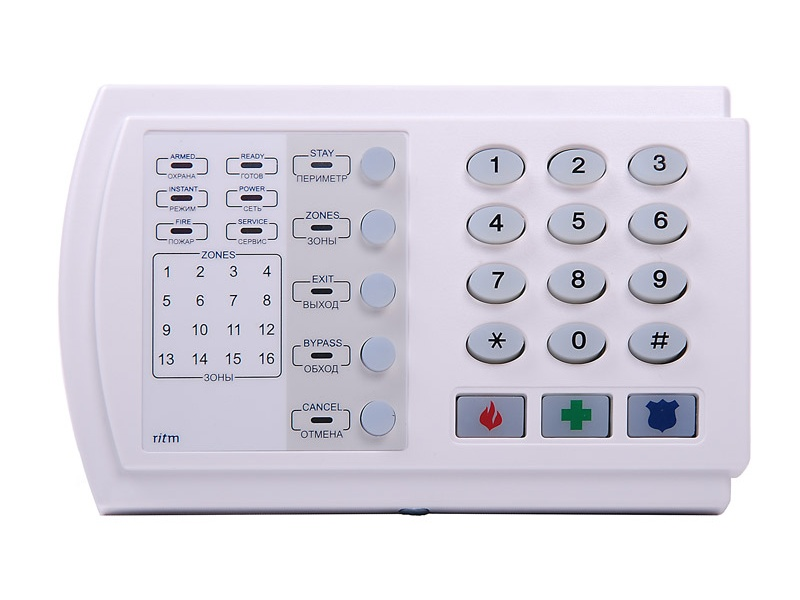 ARMED
ОХРАНА
READY
ГОТОВ
INSTANT
РЕЖИМ
POWER
СЕТЬ
FIRE
ПОЖАР
SERVICE
СЕРВИС
ZONES
1 2 3 4
5 6 7 8
9 10 11 12
13 14 15 16
ЗОНЫ
ritm
STAY
ПЕРИМЕТР
ZONES
ЗОНЫ
EXIT
ВЫХОД
BYPASS
ОБХОД
CANCEL
ОТМЕНА
1 2 3
4 5 6
7 8 9
* 0 #